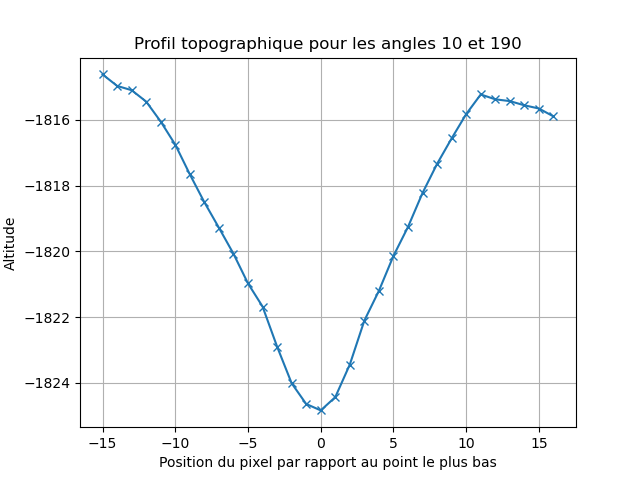 Profil topographique pour les angles 10 et 190
Altitude
−1816
−1818
−1820
−1822
−1824
−15 −10 −5 0 5 10 15
Position du pixel par rapport au point le plus bas